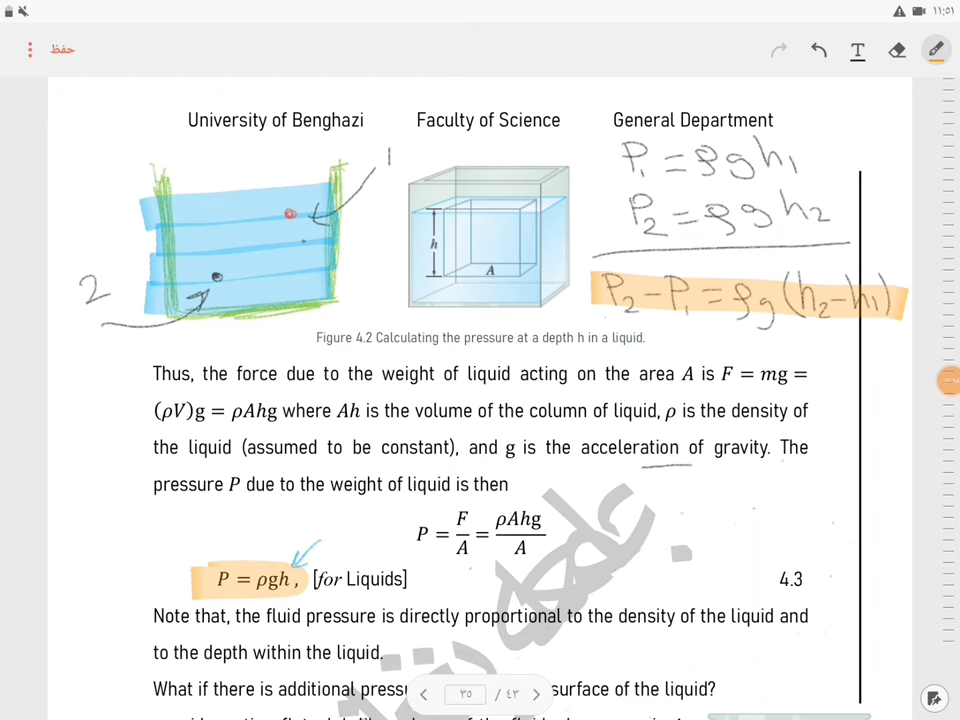 ١١:٥١
حفظ
T
University of Benghazi Faculty of Science General Department
1
2
h
A
P₁ = ρgh₁
P₂ = ρgh₂
P₂ − P₁ = ρg(h₂−h₁)
Figure 4.2 Calculating the pressure at a depth h in a liquid.
Thus, the force due to the weight of liquid acting on the area A is F = mg =
(ρV)g = ρAhg where Ah is the volume of the column of liquid, ρ is the density of
the liquid (assumed to be constant), and g is the acceleration of gravity. The
pressure P due to the weight of liquid is then
P = F/A = ρAhg/A
P = ρgh, [for Liquids] 4.3
Note that, the fluid pressure is directly proportional to the density of the liquid and
to the depth within the liquid.
What if there is additional surface of the liquid?
٣٥ / ٤٣